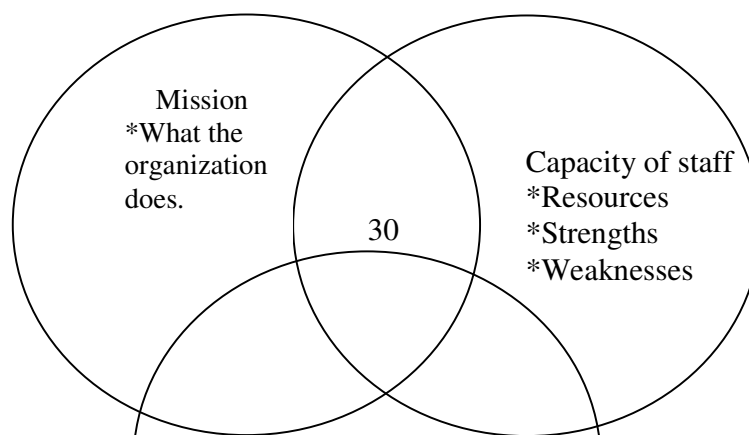 Mission
*What the
organization
does.
Capacity of staff
*Resources
*Strengths
*Weaknesses
30